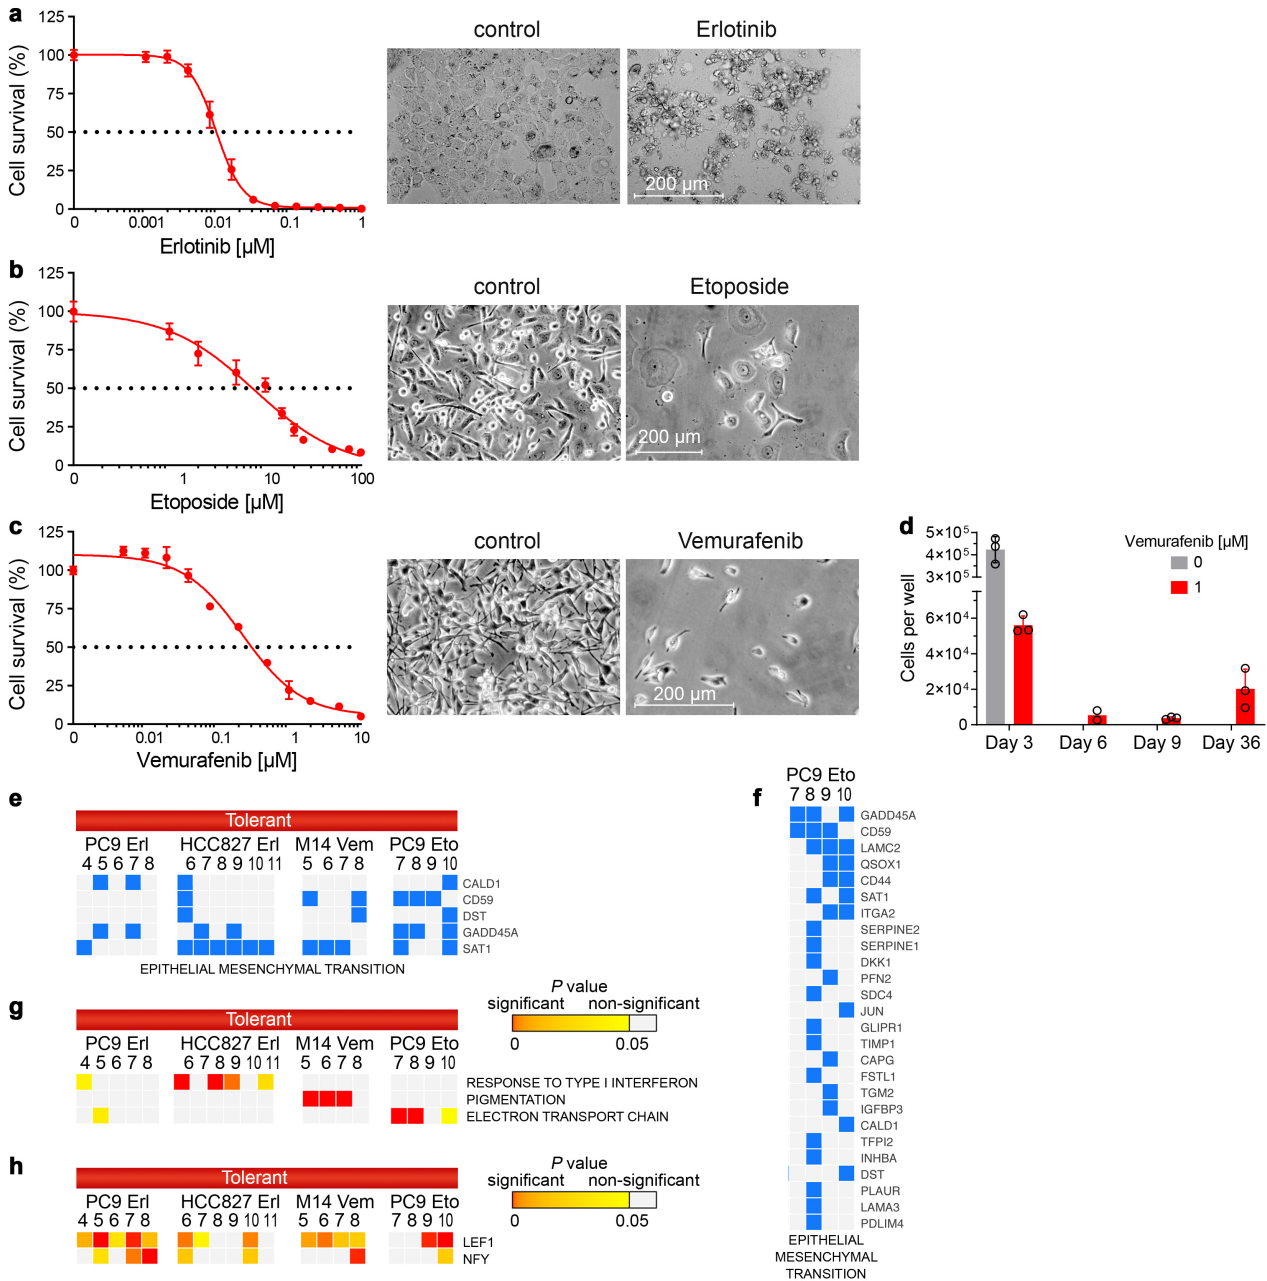 a
125
100
75
50
25
0
Cell survival (%)
0 0.001 0.01 0.1 1
Erlotinib [µM]
control
Erlotinib
200 µm
b
125
100
75
50
25
0
Cell survival (%)
0 1 10 100
Etoposide [µM]
control
Etoposide
200 µm
c
125
100
75
50
25
0
Cell survival (%)
0 0.01 0.1 1 10
Vemurafenib [µM]
control
Vemurafenib
200 µm
d
5×10⁵
4×10⁵
3×10⁵
6×10⁴
4×10⁴
2×10⁴
0
Cells per well
Vemurafenib [µM]
0
1
Day 3 Day 6 Day 9 Day 36
e
Tolerant
PC9 Erl HCC827 Erl M14 Vem PC9 Eto
4 5 6 7 8 6 7 8 9 10 11 5 6 7 8 7 8 9 10
CALD1
CD59
DST
GADD45A
SAT1
EPITHELIAL MESENCHYMAL TRANSITION
f
PC9 Eto
7 8 9 10
GADD45A
CD59
LAMC2
QSOX1
CD44
SAT1
ITGA2
SERPINE2
SERPINE1
DKK1
PFN2
SDC4
JUN
GLIPR1
TIMP1
CAPG
FSTL1
TGM2
IGFBP3
CALD1
TFPI2
INHBA
DST
PLAUR
LAMA3
PDLIM4
EPITHELIAL
MESENCHYMAL
TRANSITION
g
Tolerant
P value
significant non-significant
0 0.05
PC9 Erl HCC827 Erl M14 Vem PC9 Eto
4 5 6 7 8 6 7 8 9 10 11 5 6 7 8 7 8 9 10
RESPONSE TO TYPE I INTERFERON
PIGMENTATION
ELECTRON TRANSPORT CHAIN
h
Tolerant
P value
significant non-significant
0 0.05
PC9 Erl HCC827 Erl M14 Vem PC9 Eto
4 5 6 7 8 6 7 8 9 10 11 5 6 7 8 7 8 9 10
LEF1
NFY